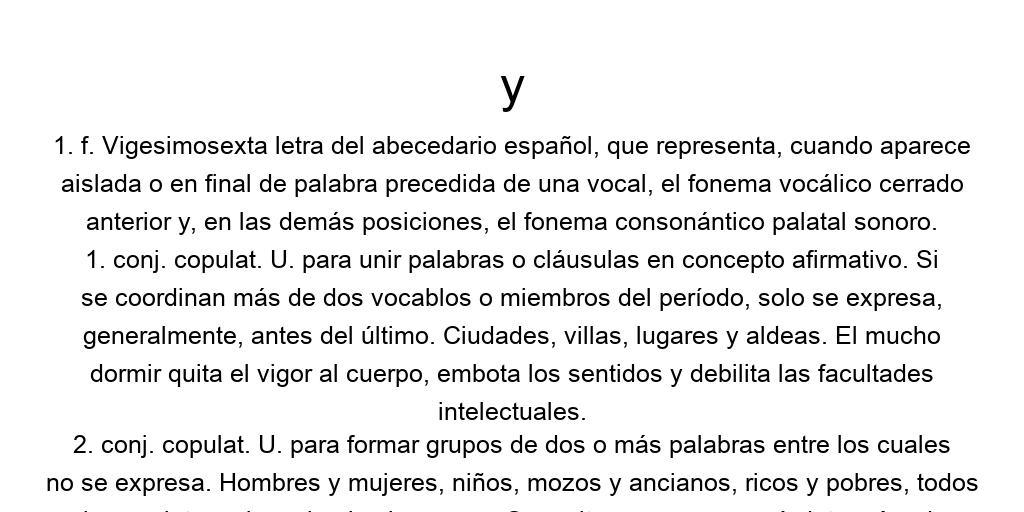 y
1. f. Vigesimosexta letra del abecedario español, que representa, cuando aparece
aislada o en final de palabra precedida de una vocal, el fonema vocálico cerrado
anterior y, en las demás posiciones, el fonema consonántico palatal sonoro.
1. conj. copulat. U. para unir palabras o cláusulas en concepto afirmativo. Si
se coordinan más de dos vocablos o miembros del período, solo se expresa,
generalmente, antes del último. Ciudades, villas, lugares y aldeas. El mucho
dormir quita el vigor al cuerpo, embota los sentidos y debilita las facultades
intelectuales.
2. conj. copulat. U. para formar grupos de dos o más palabras entre los cuales
no se expresa. Hombres y mujeres, niños, mozos y ancianos, ricos y pobres, todos